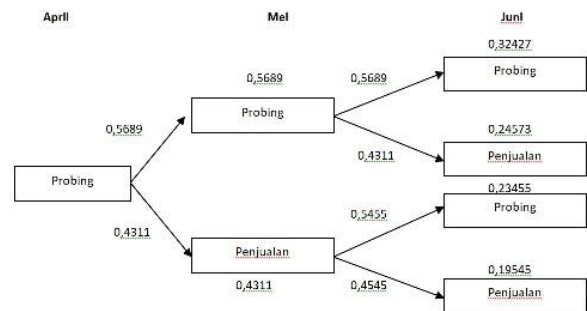 April Mei Juni
0,32427
0,5689 0,5689 Probing
Probing
0,5689
0,24573
0,4311 Penjualan
Probing 0,23455
0,5455 Probing
0,4311
Penjualan
0,4311 0,4545 0,19545
Penjualan